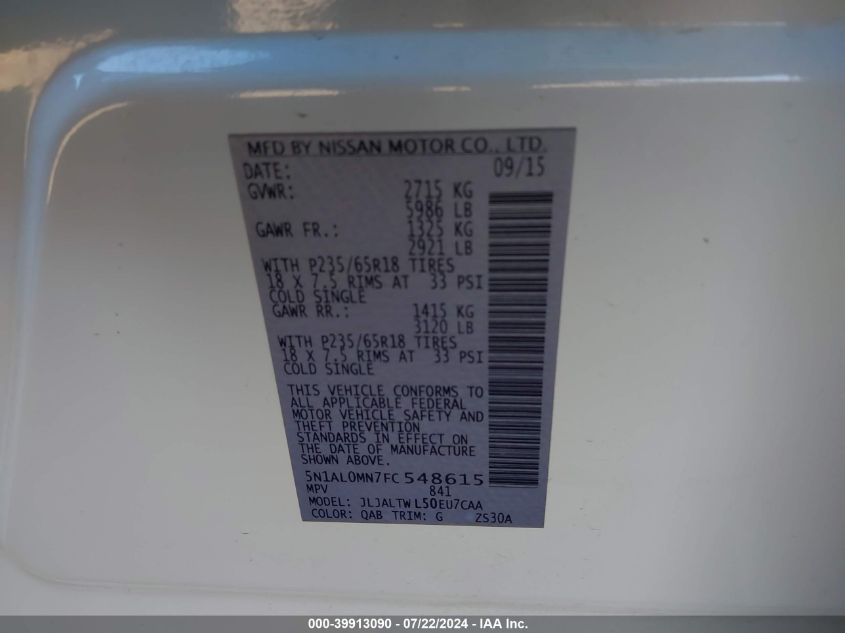 MFD BY NISSAN MOTOR CO., LTD.
DATE: 09/15
GVWR: 2715 KG
5986 LB
GAWR FR.: 1325 KG
2921 LB
WITH P235/65R18 TIRES
18 X 7.5 RIMS AT 33 PSI
COLD SINGLE
GAWR RR.: 1415 KG
3120 LB
WITH P235/65R18 TIRES
18 X 7.5 RIMS AT 33 PSI
COLD SINGLE
THIS VEHICLE CONFORMS TO
ALL APPLICABLE FEDERAL
MOTOR VEHICLE SAFETY AND
THEFT PREVENTION
STANDARDS IN EFFECT ON
THE DATE OF MANUFACTURE
SHOWN ABOVE.
5N1AL0MN7FC548615
MPV 841
MODEL: JLJALTWL50EU7CAA
COLOR: QAB TRIM: G ZS30A
000-39913090 - 07/22/2024 - IAA Inc.